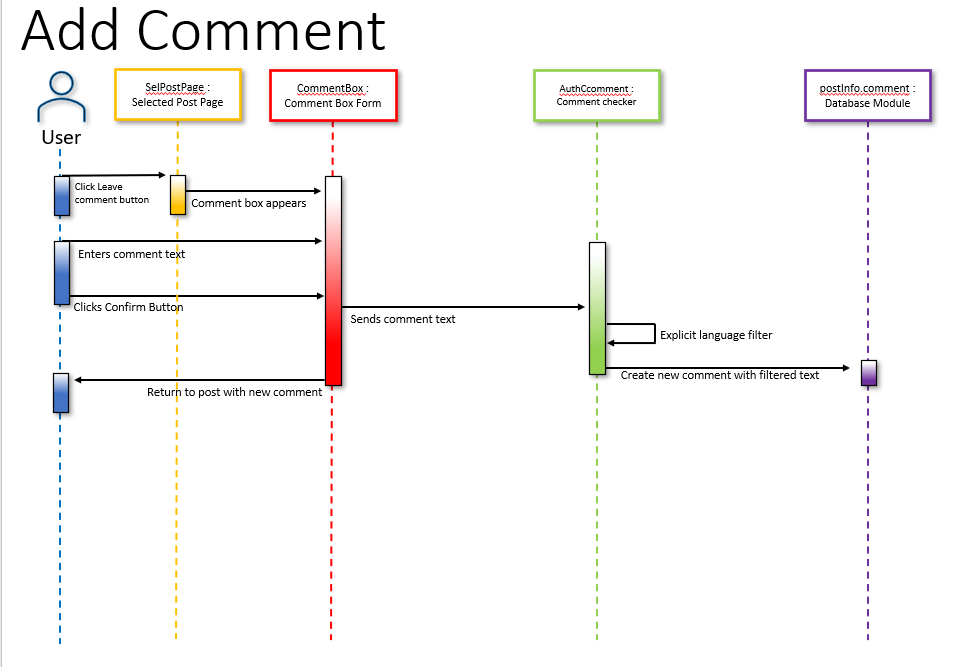 Add Comment
User
SelPostPage :
Selected Post Page
CommentBox :
Comment Box Form
AuthCcomment :
Comment checker
postInfo.comment :
Database Module
Click Leave
comment button
Comment box appears
Enters comment text
Clicks Confirm Button
Sends comment text
Explicit language filter
Create new comment with filtered text
Return to post with new comment